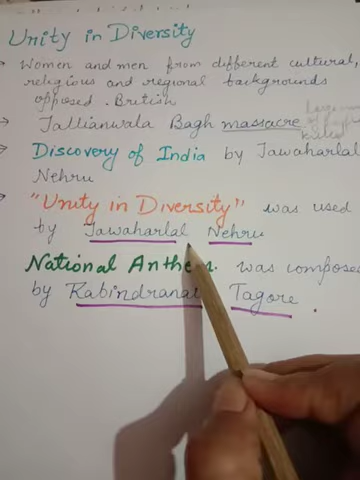 Unity in Diversity
Women and men from different cultural,
religious and regional backgrounds
opposed British
Jallianwala Bagh massacre
killed
Discovery of India by Jawaharlal
Nehru
"Unity in Diversity" was used
by Jawaharlal Nehru
National Anthem. was composed
by Rabindranat Tagore.